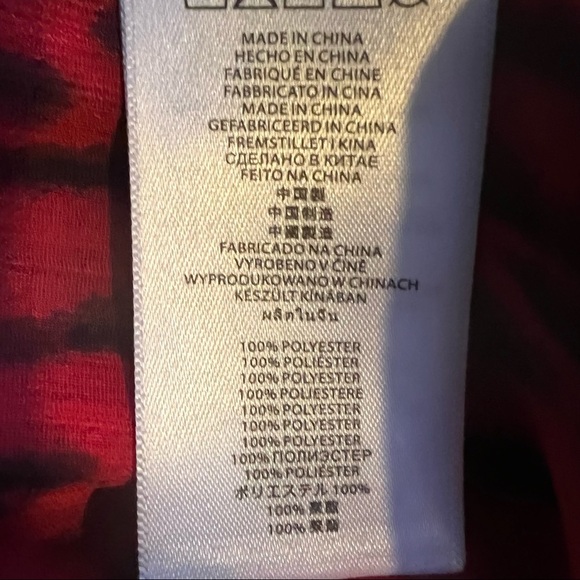 MADE IN CHINA
HECHO EN CHINA
FABRIQUÉ EN CHINE
FABBRICATO IN CINA
MADE IN CHINA
GEFABRICEERD IN CHINA
FREMSTILLET I KINA
СДЕЛАНО В КИТАЕ
FEITO NA CHINA
中国製
中国制造
中國製造
FABRICADO NA CHINA
VYROBENO V ČÍNĚ
WYPRODUKOWANO W CHINACH
KÉSZÜLT KÍNÁBAN
ผลิตในจีน
100% POLYESTER
100% POLIÉSTER
100% POLYESTER
100% POLIESTERE
100% POLYESTER
100% POLYESTER
100% POLYESTER
100% ПОЛИЭСТЕР
100% POLIÉSTER
ポリエステル 100%
100% 聚酯
100% 聚酯